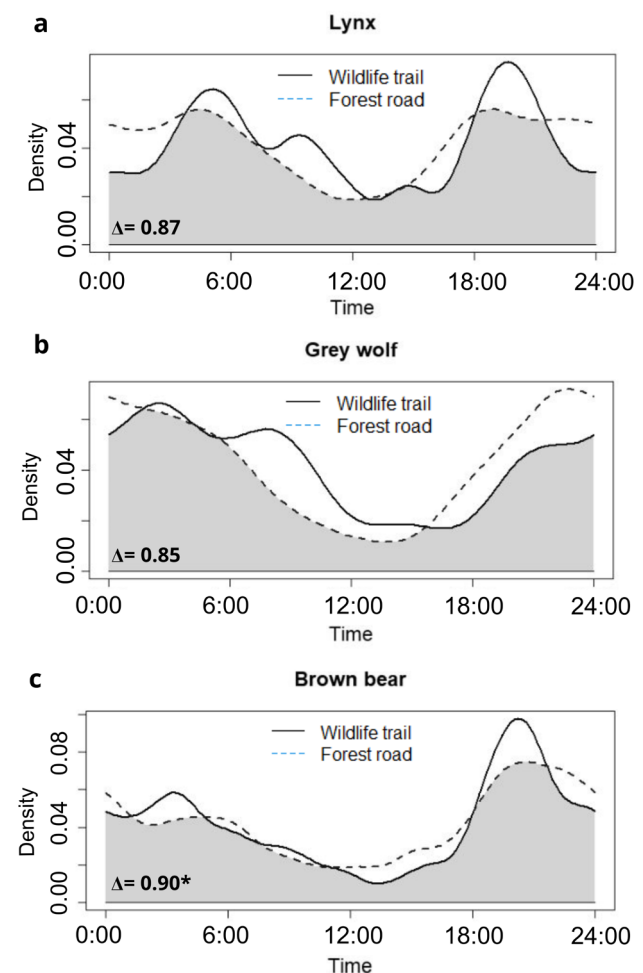 a
Lynx
Wildlife trail
Forest road
Density
0.04
0.00
Δ= 0.87
0:00 6:00 12:00 18:00 24:00
Time
b
Grey wolf
Wildlife trail
Forest road
Density
0.04
0.00
Δ= 0.85
0:00 6:00 12:00 18:00 24:00
Time
c
Brown bear
Wildlife trail
Forest road
Density
0.08
0.04
0.00
Δ= 0.90*
0:00 6:00 12:00 18:00 24:00
Time